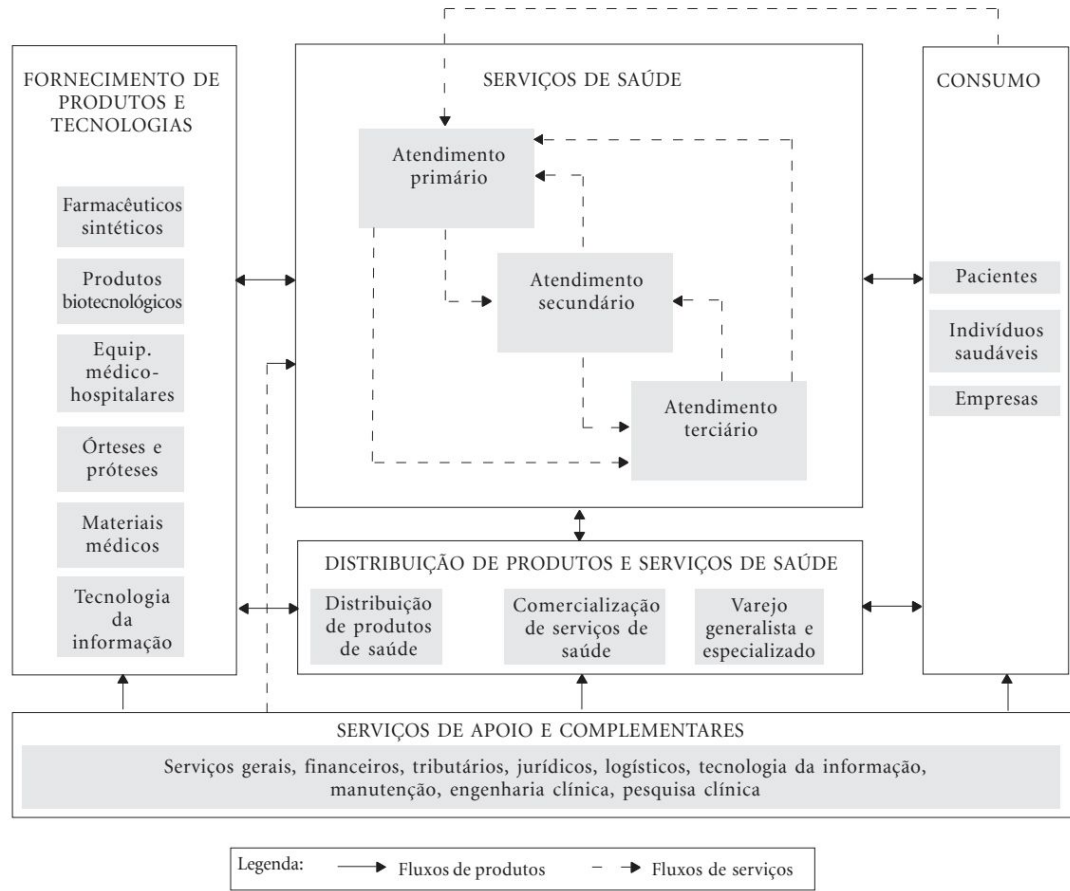 FORNECIMENTO DE
PRODUTOS E
TECNOLOGIAS
Farmacêuticos
sintéticos
Produtos
biotecnológicos
Equip.
médico-
hospitalares
Órteses e
próteses
Materiais
médicos
Tecnologia
da
informação
SERVIÇOS DE SAÚDE
Atendimento
primário
Atendimento
secundário
Atendimento
terciário
DISTRIBUIÇÃO DE PRODUTOS E SERVIÇOS DE SAÚDE
Distribuição
de produtos
de saúde
Comercialização
de serviços de
saúde
Varejo
generalista e
especializado
CONSUMO
Pacientes
Indivíduos
saudáveis
Empresas
SERVIÇOS DE APOIO E COMPLEMENTARES
Serviços gerais, financeiros, tributários, jurídicos, logísticos, tecnologia da informação,
manutenção, engenharia clínica, pesquisa clínica
Legenda: Fluxos de produtos Fluxos de serviços